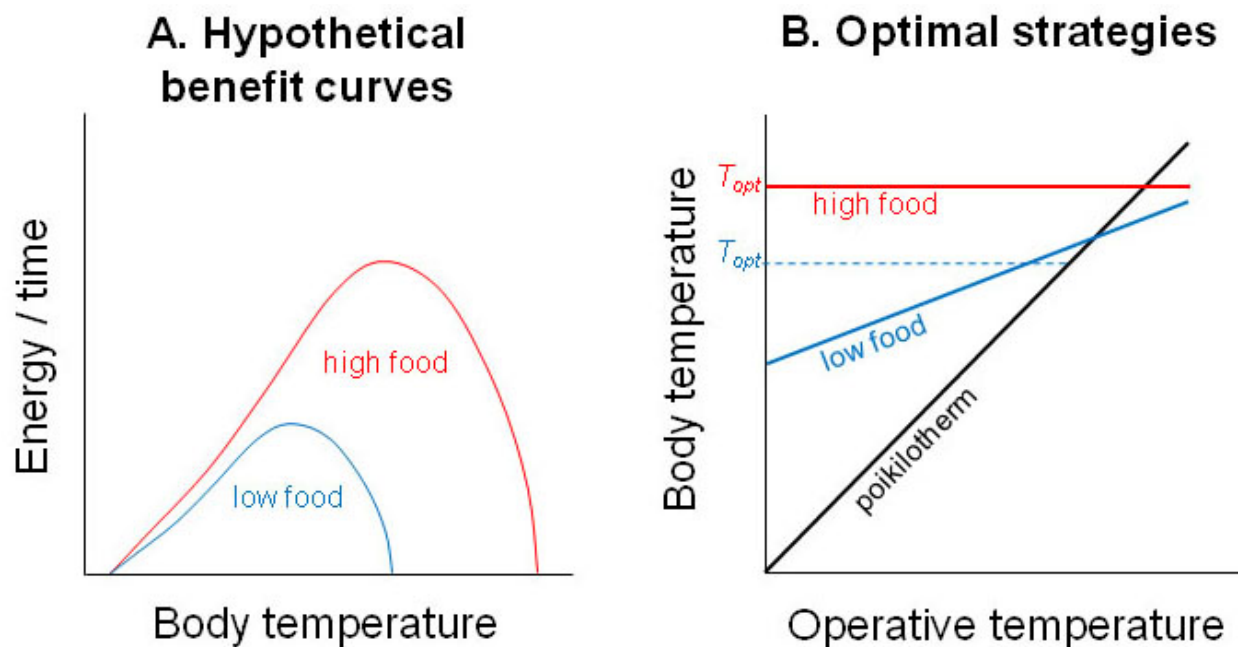 A. Hypothetical
benefit curves
Energy / time
high food
low food
Body temperature
B. Optimal strategies
Body temperature
Topt
high food
Topt
low food
poikilotherm
Operative temperature